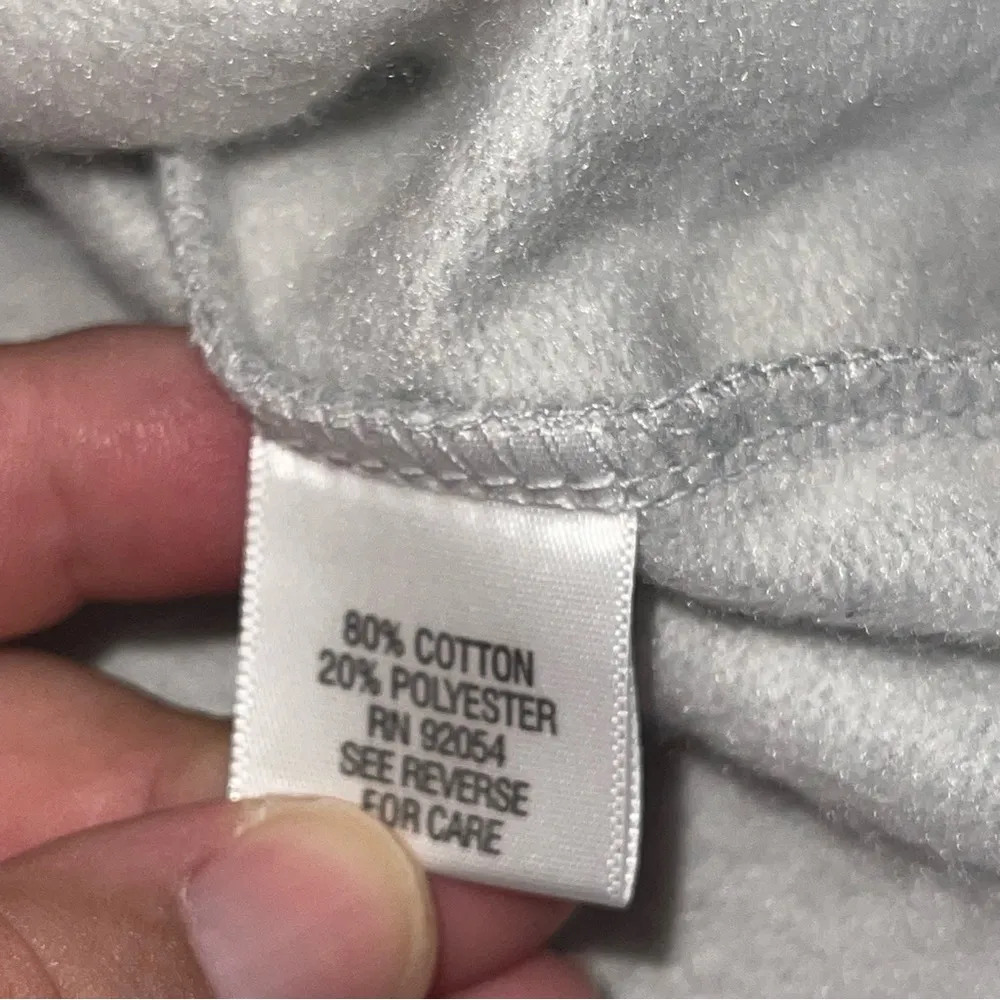 80% COTTON
20% POLYESTER
RN 92054
SEE REVERSE
FOR CARE